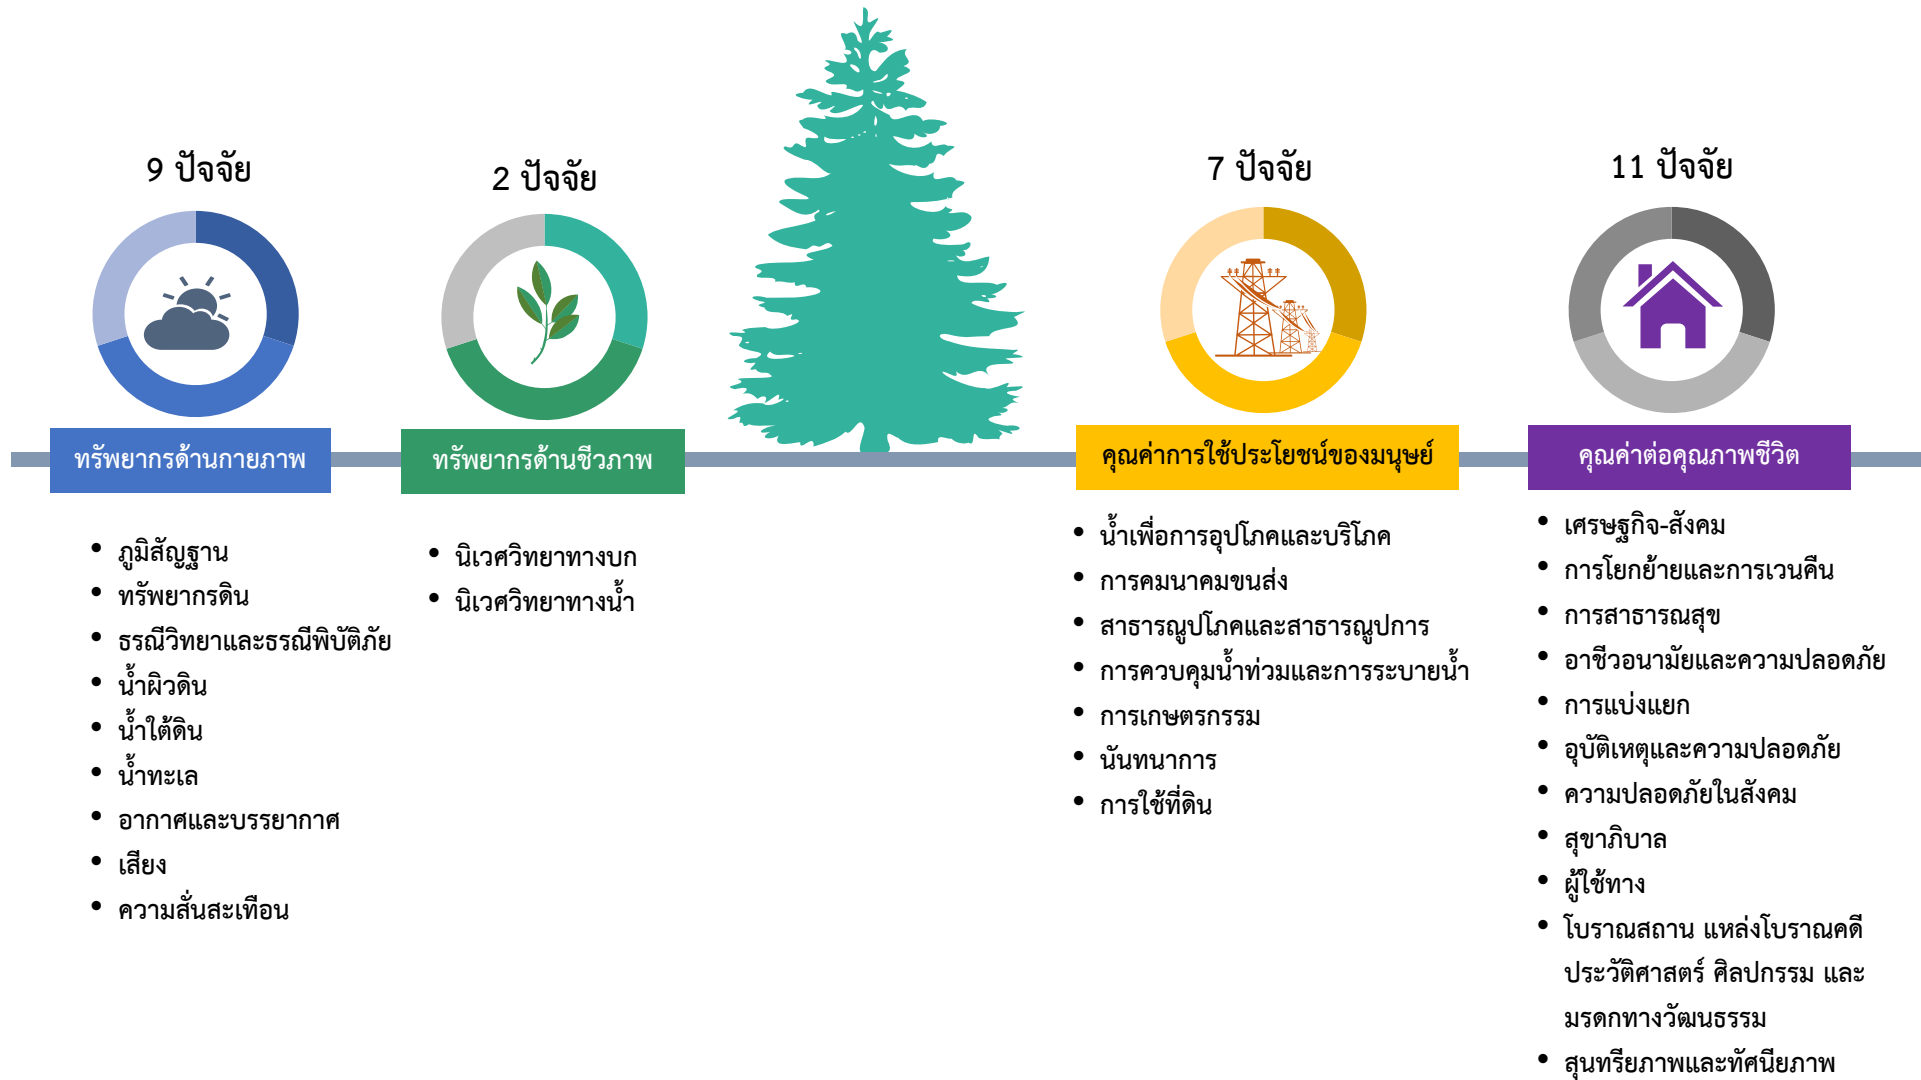 9 ปัจจัย
ทรัพยากรด้านกายภาพ
• ภูมิสัญฐาน
• ทรัพยากรดิน
• ธรณีวิทยาและธรณีพิบัติภัย
• น้ำผิวดิน
• น้ำใต้ดิน
• น้ำทะเล
• อากาศและบรรยากาศ
• เสียง
• ความสั่นสะเทือน
2 ปัจจัย
ทรัพยากรด้านชีวภาพ
• นิเวศวิทยาทางบก
• นิเวศวิทยาทางน้ำ
7 ปัจจัย
คุณค่าการใช้ประโยชน์ของมนุษย์
• น้ำเพื่อการอุปโภคและบริโภค
• การคมนาคมขนส่ง
• สาธารณูปโภคและสาธารณูปการ
• การควบคุมน้ำท่วมและการระบายน้ำ
• การเกษตรกรรม
• นันทนาการ
• การใช้ที่ดิน
11 ปัจจัย
คุณค่าต่อคุณภาพชีวิต
• เศรษฐกิจ-สังคม
• การโยกย้ายและการเวนคืน
• การสาธารณสุข
• อาชีวอนามัยและความปลอดภัย
• การแบ่งแยก
• อุบัติเหตุและความปลอดภัย
• ความปลอดภัยในสังคม
• สุขาภิบาล
• ผู้ใช้ทาง
• โบราณสถาน แหล่งโบราณคดี
ประวัติศาสตร์ ศิลปกรรม และ
มรดกทางวัฒนธรรม
• สุนทรียภาพและทัศนียภาพ